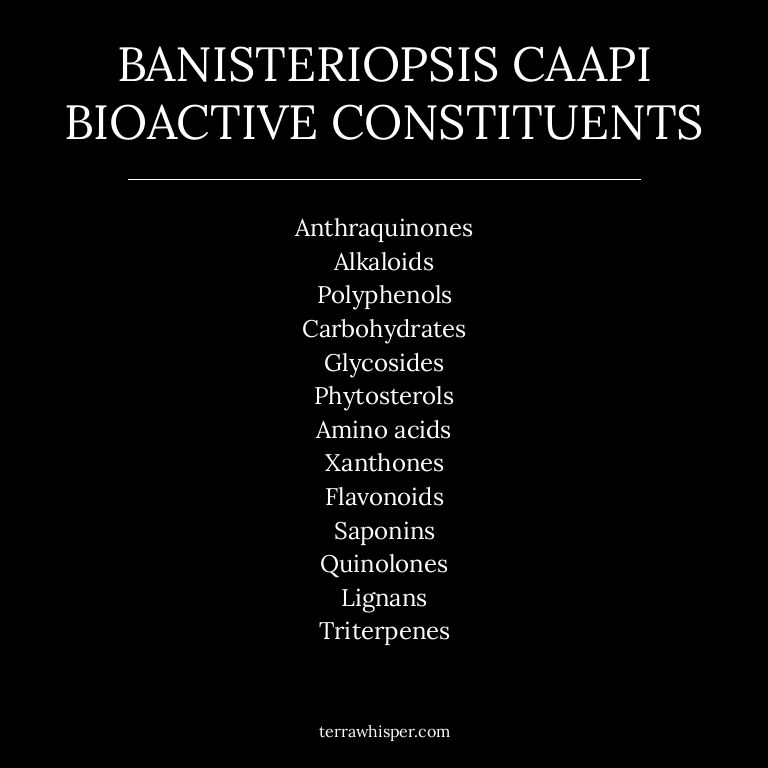 BANISTERIOPSIS CAAPI
BIOACTIVE CONSTITUENTS
Anthraquinones
Alkaloids
Polyphenols
Carbohydrates
Glycosides
Phytosterols
Amino acids
Xanthones
Flavonoids
Saponins
Quinolones
Lignans
Triterpenes
terrawhisper.com